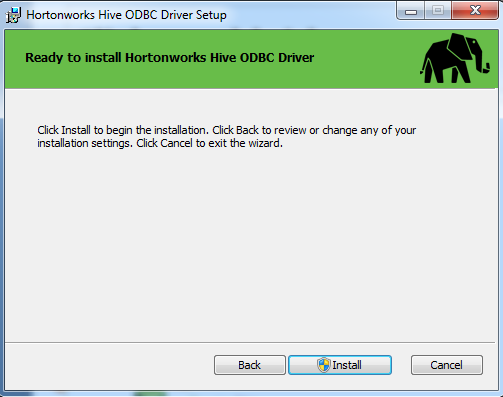 Hortonworks Hive ODBC Driver Setup
Ready to install Hortonworks Hive ODBC Driver
Click Install to begin the installation. Click Back to review or change any of your
installation settings. Click Cancel to exit the wizard.
Back Install Cancel